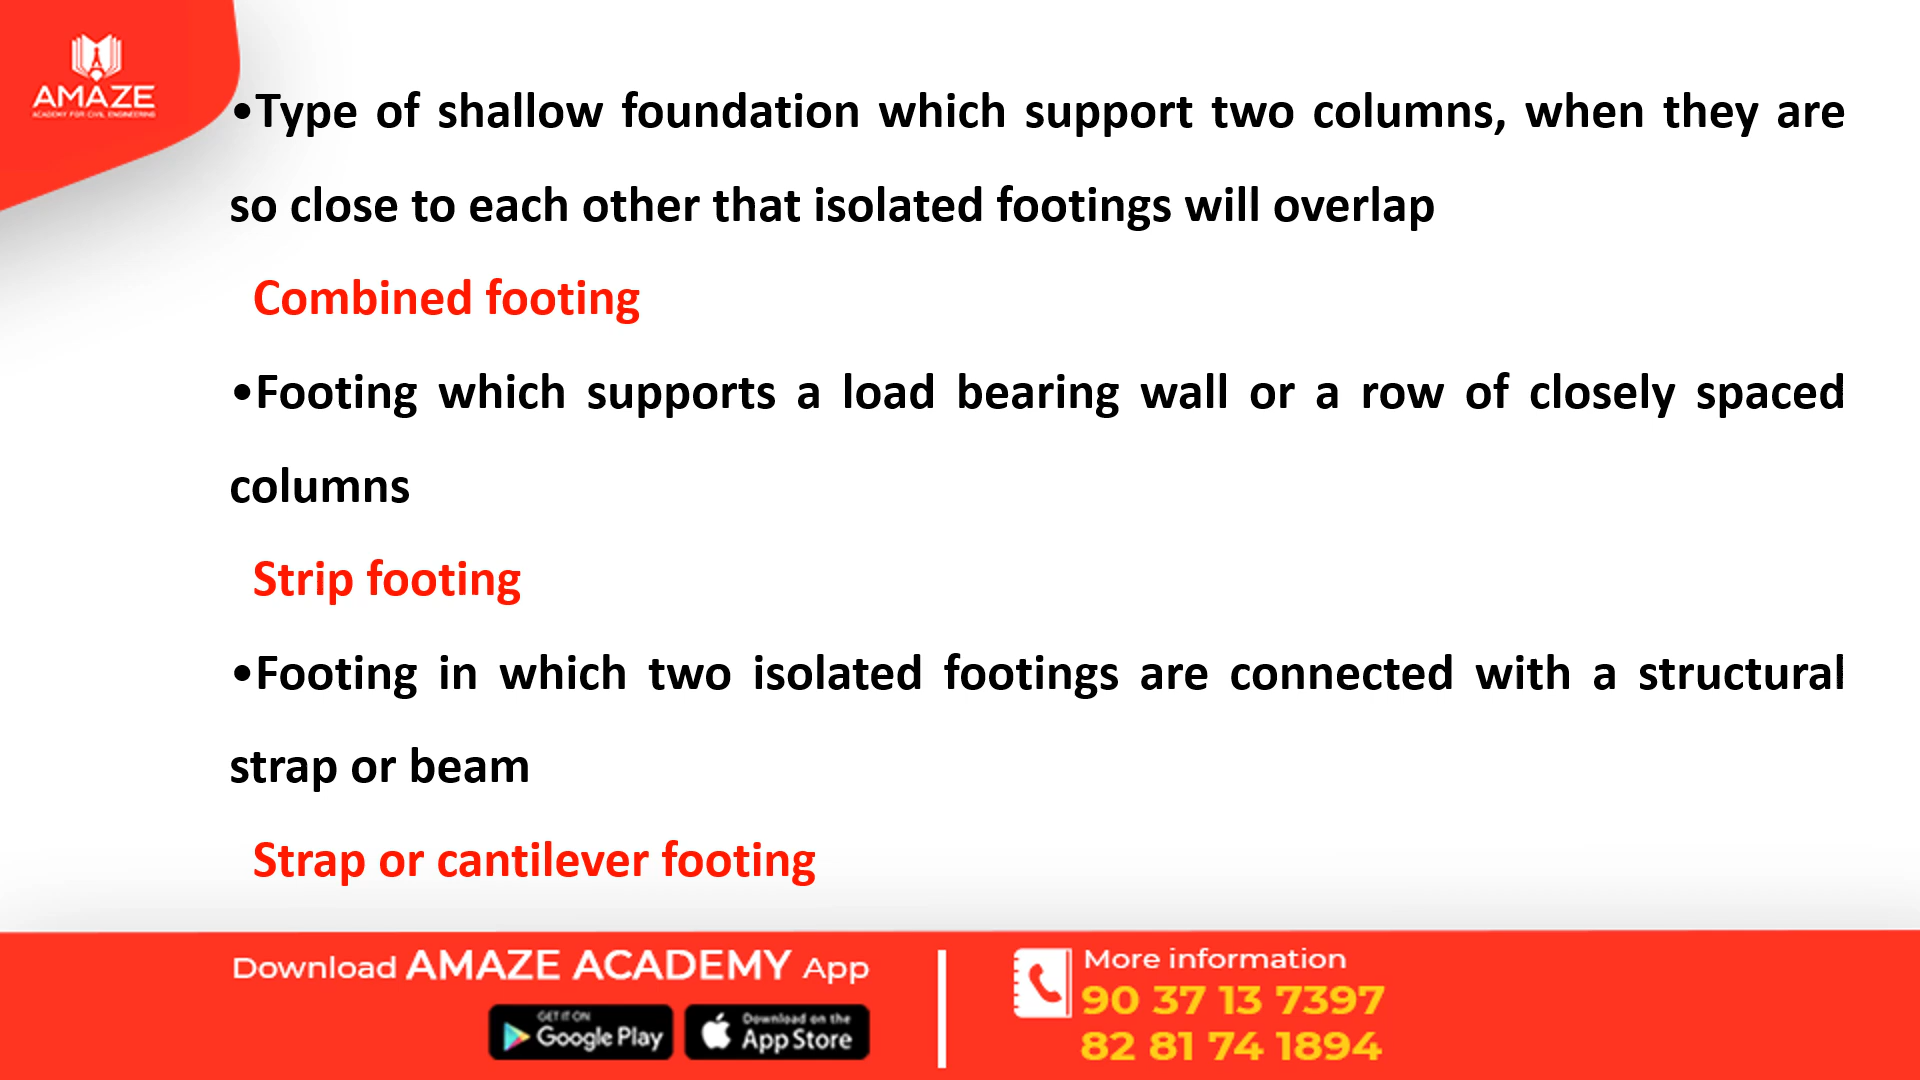 AMAZE
ACADEMY FOR CIVIL ENGINEERING
•Type of shallow foundation which support two columns, when they are
so close to each other that isolated footings will overlap
Combined footing
•Footing which supports a load bearing wall or a row of closely spaced
columns
Strip footing
•Footing in which two isolated footings are connected with a structural
strap or beam
Strap or cantilever footing
Download AMAZE ACADEMY App
GET IT ON
Google Play
Download on the
App Store
More information
90 37 13 7397
82 81 74 1894